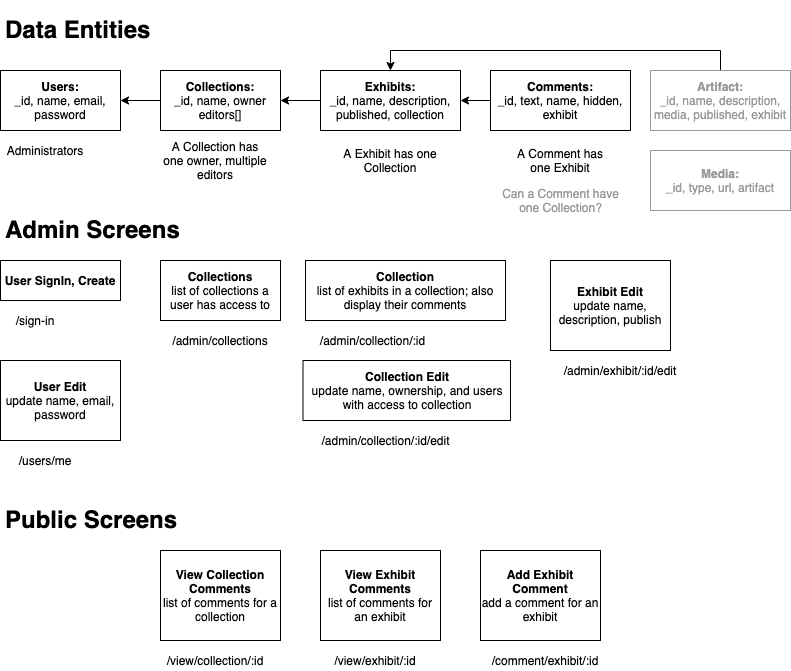 Data Entities
Users:
_id, name, email,
password
Collections:
_id, name, owner
editors[]
Exhibits:
_id, name, description,
published, collection
Comments:
_id, text, name, hidden,
exhibit
Artifact:
_id, name, description,
media, published, exhibit
Administrators
A Collection has
one owner, multiple
editors
A Exhibit has one
Collection
A Comment has
one Exhibit
Can a Comment have
one Collection?
Media:
_id, type, url, artifact
Admin Screens
User SignIn, Create
/sign-in
Collections
list of collections a
user has access to
/admin/collections
Collection
list of exhibits in a collection; also
display their comments
/admin/collection/:id
Exhibit Edit
update name,
description, publish
/admin/exhibit/:id/edit
User Edit
update name, email,
password
/users/me
Collection Edit
update name, ownership, and users
with access to collection
/admin/collection/:id/edit
Public Screens
View Collection
Comments
list of comments for a
collection
/view/collection/:id
View Exhibit
Comments
list of comments for
an exhibit
/view/exhibit/:id
Add Exhibit
Comment
add a comment for an
exhibit
/comment/exhibit/:id